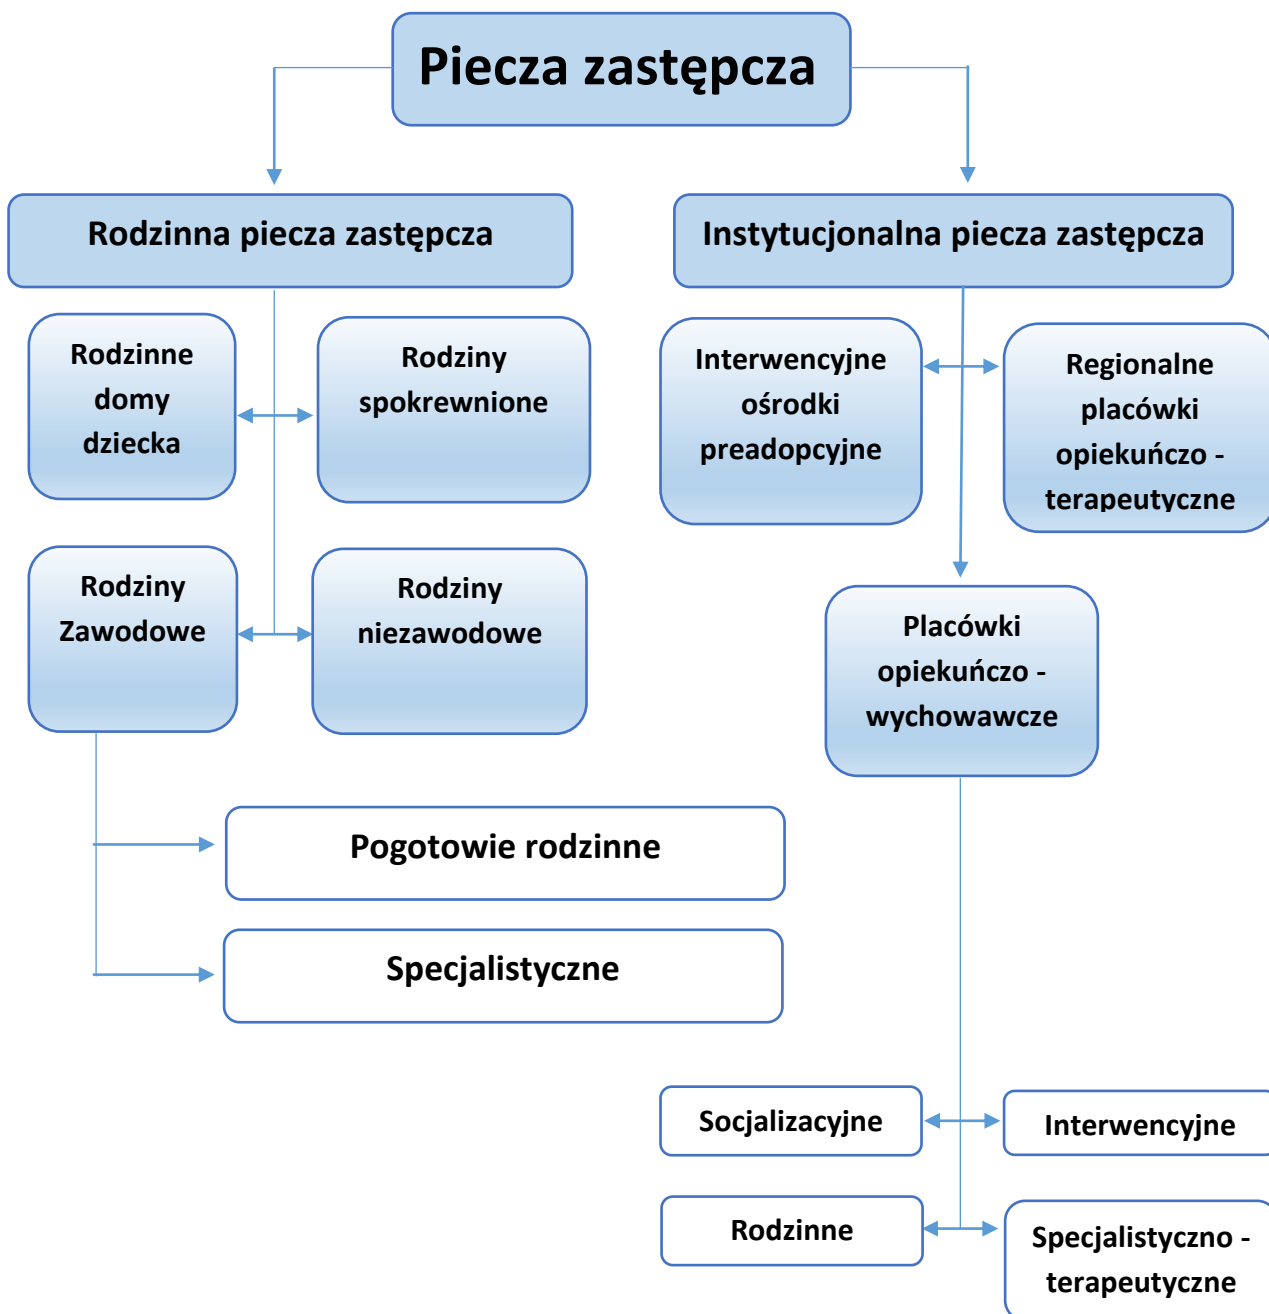 Piecza zastępcza
Rodzinna piecza zastępcza
Instytucjonalna piecza zastępcza
Rodzinne
domy
dziecka
Rodziny
spokrewnione
Interwencyjne
ośrodki
preadopcyjne
Regionalne
placówki
opiekuńczo -
terapeutyczne
Rodziny
Zawodowe
Rodziny
niezawodowe
Placówki
opiekuńczo -
wychowawcze
Pogotowie rodzinne
Specjalistyczne
Socjalizacyjne
Interwencyjne
Rodzinne
Specjalistyczno -
terapeutyczne